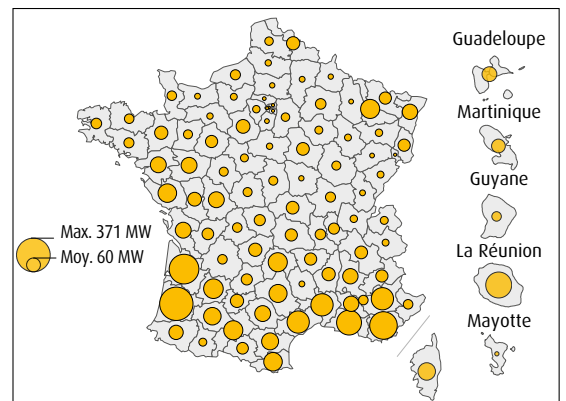 Guadeloupe
Martinique
Guyane
La Réunion
Mayotte
Max. 371 MW
Moy. 60 MW